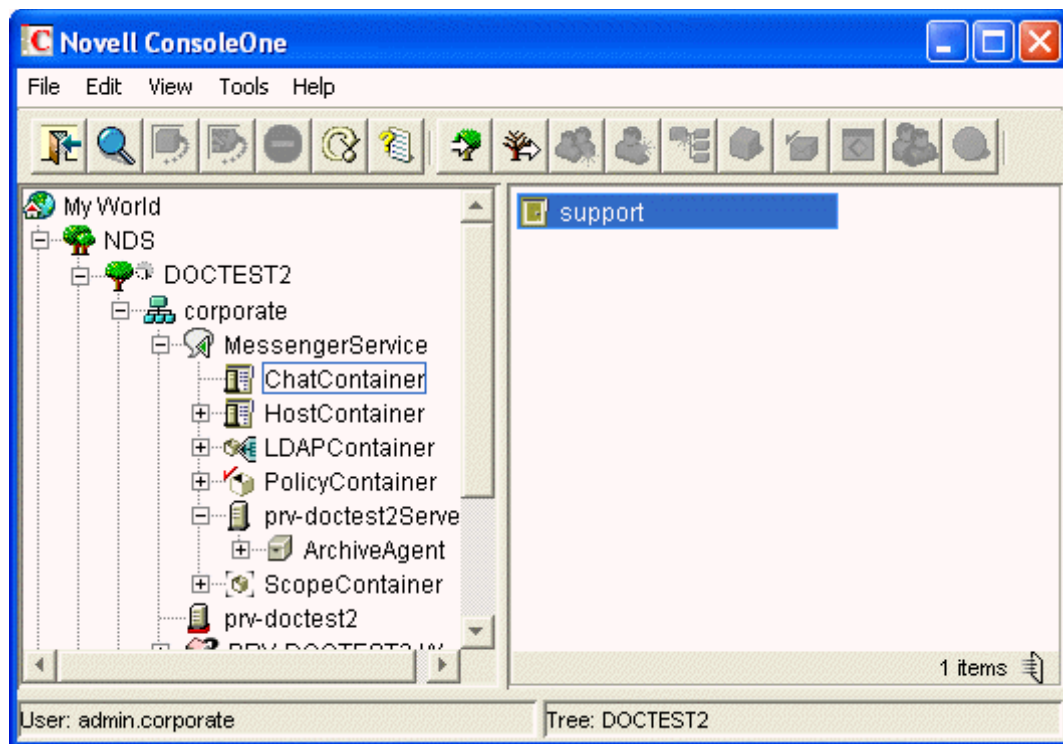 Novell ConsoleOne
File Edit View Tools Help
My World
NDS
DOCTEST2
corporate
MessengerService
ChatContainer
HostContainer
LDAPContainer
PolicyContainer
prv-doctest2Serve
ArchiveAgent
ScopeContainer
prv-doctest2
support
1 items
User: admin.corporate
Tree: DOCTEST2